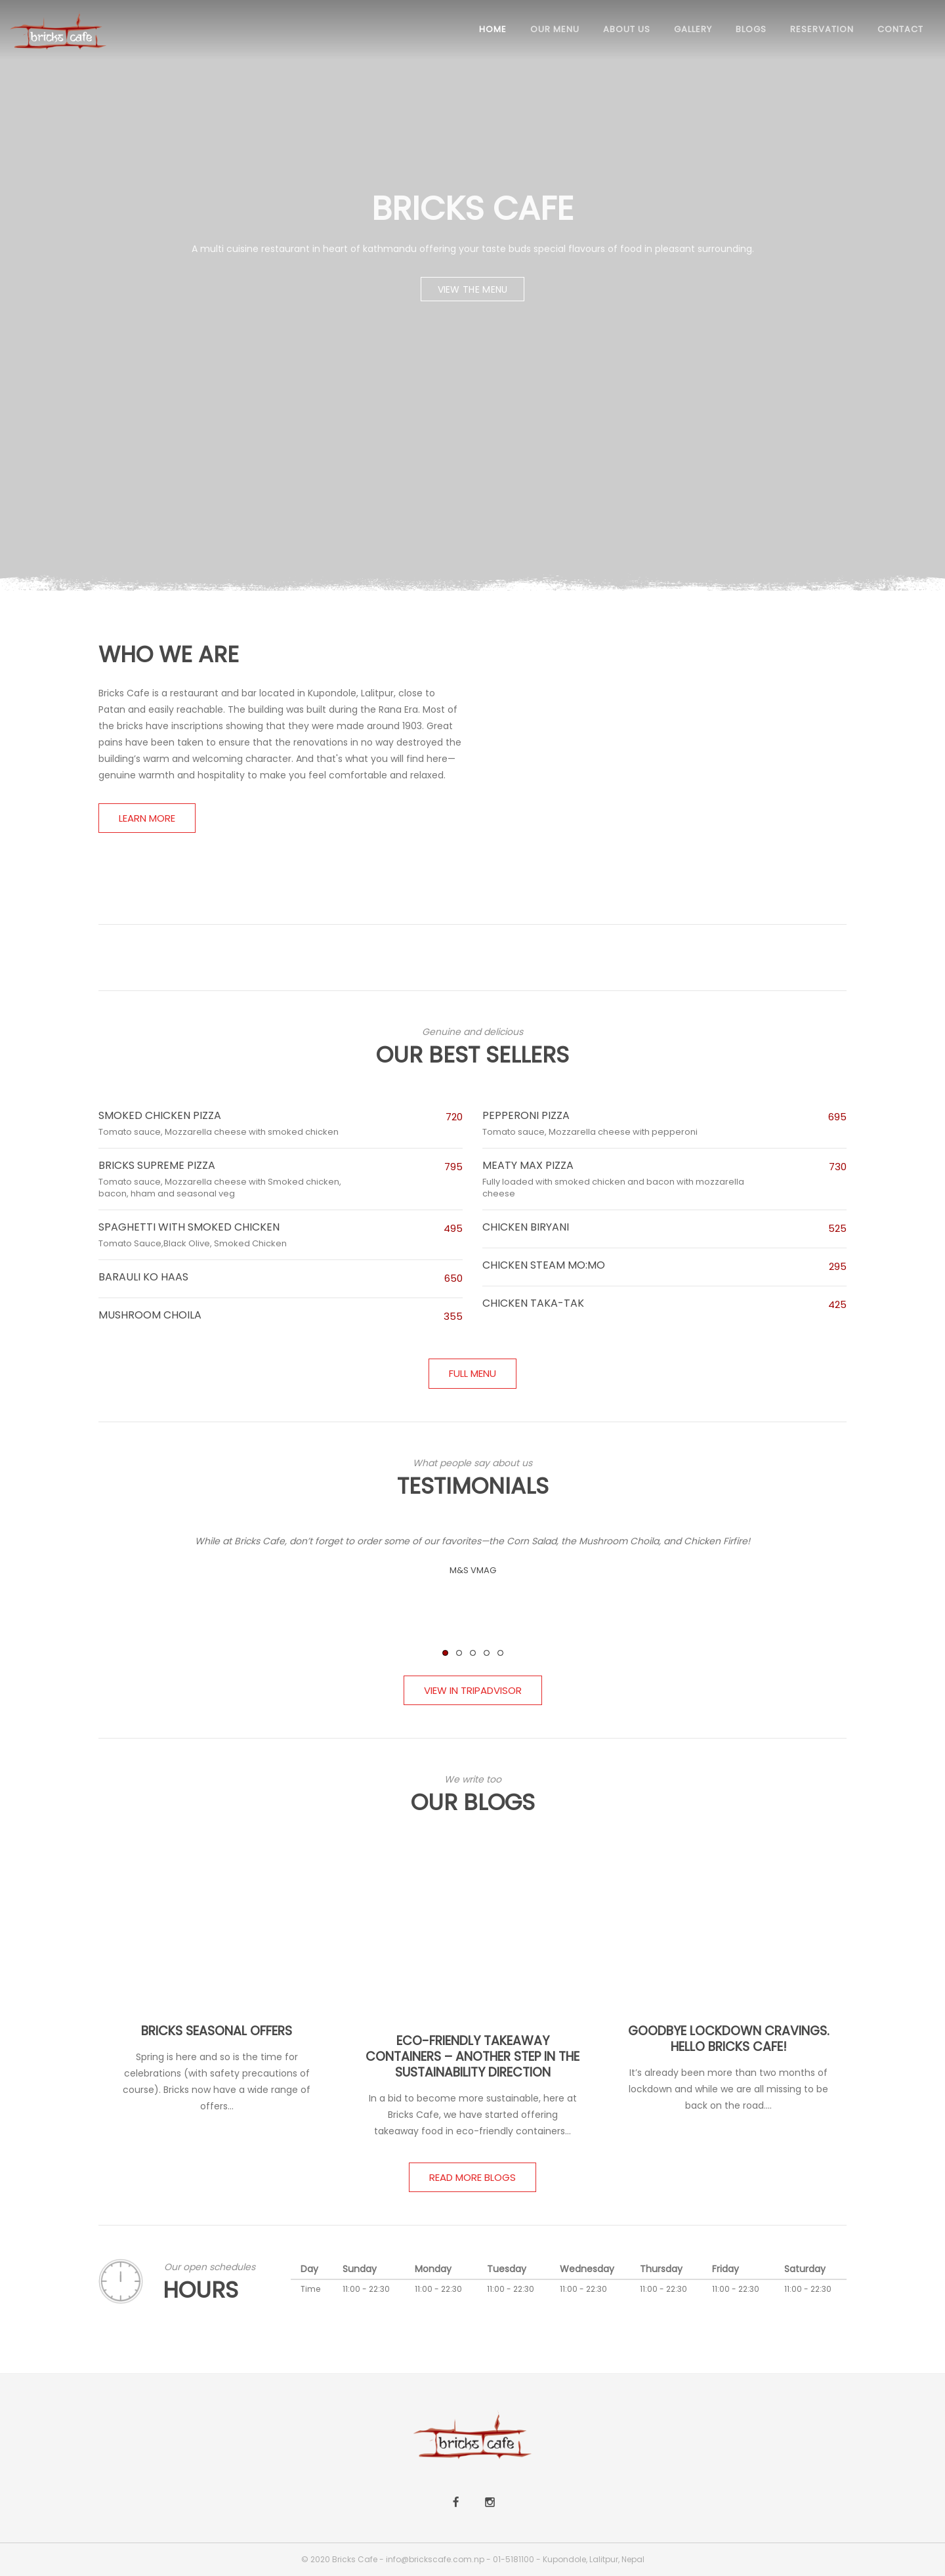 bricks cafe
HOME OUR MENU ABOUT US GALLERY BLOGS RESERVATION CONTACT
BRICKS CAFE
A multi cuisine restaurant in heart of kathmandu offering your taste buds special flavours of food in pleasant surrounding.
VIEW THE MENU
WHO WE ARE
Bricks Cafe is a restaurant and bar located in Kupondole, Lalitpur, close to
Patan and easily reachable. The building was built during the Rana Era. Most of
the bricks have inscriptions showing that they were made around 1903. Great
pains have been taken to ensure that the renovations in no way destroyed the
building's warm and welcoming character. And that's what you will find here—
genuine warmth and hospitality to make you feel comfortable and relaxed.
LEARN MORE
Genuine and delicious
OUR BEST SELLERS
SMOKED CHICKEN PIZZA 720
Tomato sauce, Mozzarella cheese with smoked chicken
BRICKS SUPREME PIZZA 795
Tomato sauce, Mozzarella cheese with Smoked chicken,
bacon, hham and seasonal veg
SPAGHETTI WITH SMOKED CHICKEN 495
Tomato Sauce,Black Olive, Smoked Chicken
BARAULI KO HAAS 650
MUSHROOM CHOILA 355
PEPPERONI PIZZA 695
Tomato sauce, Mozzarella cheese with pepperoni
MEATY MAX PIZZA 730
Fully loaded with smoked chicken and bacon with mozzarella
cheese
CHICKEN BIRYANI 525
CHICKEN STEAM MO:MO 295
CHICKEN TAKA-TAK 425
FULL MENU
What people say about us
TESTIMONIALS
While at Bricks Cafe, don't forget to order some of our favorites—the Corn Salad, the Mushroom Choila, and Chicken Firfire!
M&S VMAG
VIEW IN TRIPADVISOR
We write too
OUR BLOGS
BRICKS SEASONAL OFFERS
Spring is here and so is the time for
celebrations (with safety precautions of
course). Bricks now have a wide range of
offers...
ECO-FRIENDLY TAKEAWAY
CONTAINERS – ANOTHER STEP IN THE
SUSTAINABILITY DIRECTION
In a bid to become more sustainable, here at
Bricks Cafe, we have started offering
takeaway food in eco-friendly containers...
GOODBYE LOCKDOWN CRAVINGS.
HELLO BRICKS CAFE!
It's already been more than two months of
lockdown and while we are all missing to be
back on the road....
READ MORE BLOGS
Our open schedules
HOURS
Day Sunday Monday Tuesday Wednesday Thursday Friday Saturday
Time 11:00 - 22:30 11:00 - 22:30 11:00 - 22:30 11:00 - 22:30 11:00 - 22:30 11:00 - 22:30 11:00 - 22:30
bricks cafe
© 2020 Bricks Cafe - info@brickscafe.com.np - 01-5181100 - Kupondole, Lalitpur, Nepal